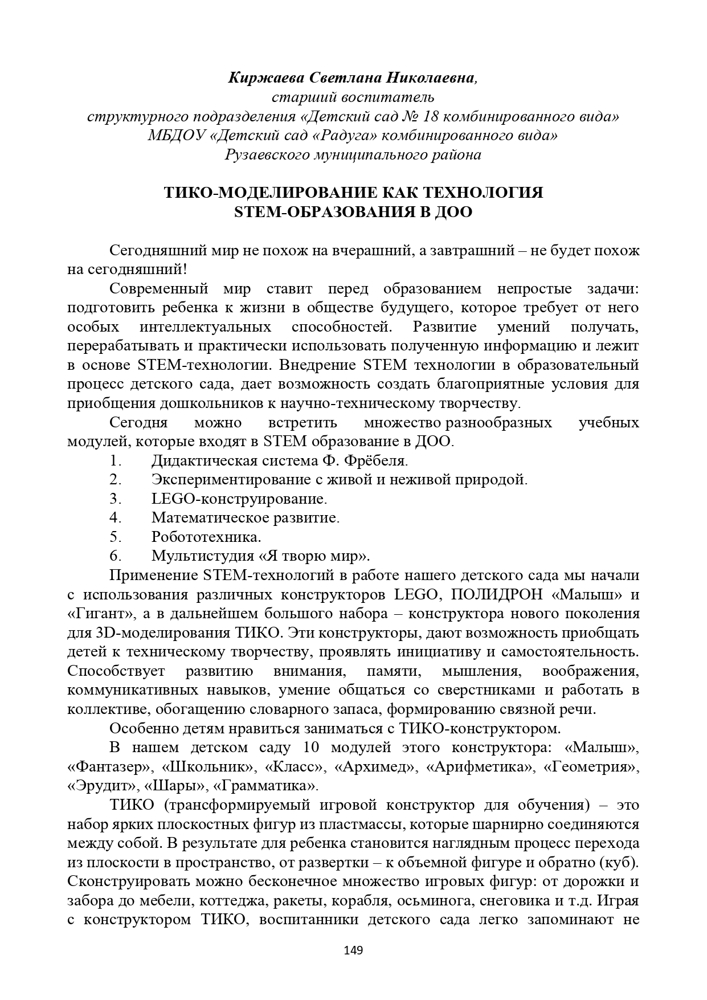 Киржаева Светлана Николаевна,
старший воспитатель
структурного подразделения «Детский сад № 18 комбинированного вида»
МБДОУ «Детский сад «Радуга» комбинированного вида»
Рузаевского муниципального района
ТИКО-МОДЕЛИРОВАНИЕ КАК ТЕХНОЛОГИЯ
STEM-ОБРАЗОВАНИЯ В ДОО
Сегодняшний мир не похож на вчерашний, а завтрашний – не будет похож
на сегодняшний!
Современный мир ставит перед образованием непростые задачи:
подготовить ребенка к жизни в обществе будущего, которое требует от него
особых интеллектуальных способностей. Развитие умений получать,
перерабатывать и практически использовать полученную информацию и лежит
в основе STEM-технологии. Внедрение STEM технологии в образовательный
процесс детского сада, дает возможность создать благоприятные условия для
приобщения дошкольников к научно-техническому творчеству.
Сегодня можно встретить множество разнообразных учебных
модулей, которые входят в STEM образование в ДОО.
1. Дидактическая система Ф. Фрёбеля.
2. Экспериментирование с живой и неживой природой.
3. LEGO-конструирование.
4. Математическое развитие.
5. Робототехника.
6. Мультистудия «Я творю мир».
Применение STEM-технологий в работе нашего детского сада мы начали
с использования различных конструкторов LEGO, ПОЛИДРОН «Малыш» и
«Гигант», а в дальнейшем большого набора – конструктора нового поколения
для 3D-моделирования ТИКО. Эти конструкторы, дают возможность приобщать
детей к техническому творчеству, проявлять инициативу и самостоятельность.
Способствует развитию внимания, памяти, мышления, воображения,
коммуникативных навыков, умение общаться со сверстниками и работать в
коллективе, обогащению словарного запаса, формированию связной речи.
Особенно детям нравиться заниматься с ТИКО-конструктором.
В нашем детском саду 10 модулей этого конструктора: «Малыш»,
«Фантазер», «Школьник», «Класс», «Архимед», «Арифметика», «Геометрия»,
«Эрудит», «Шары», «Грамматика».
ТИКО (трансформируемый игровой конструктор для обучения) – это
набор ярких плоскостных фигур из пластмассы, которые шарнирно соединяются
между собой. В результате для ребенка становится наглядным процесс перехода
из плоскости в пространство, от развертки – к объемной фигуре и обратно (куб).
Сконструировать можно бесконечное множество игровых фигур: от дорожки и
забора до мебели, коттеджа, ракеты, корабля, осьминога, снеговика и т.д. Играя
с конструктором ТИКО, воспитанники детского сада легко запоминают не
149